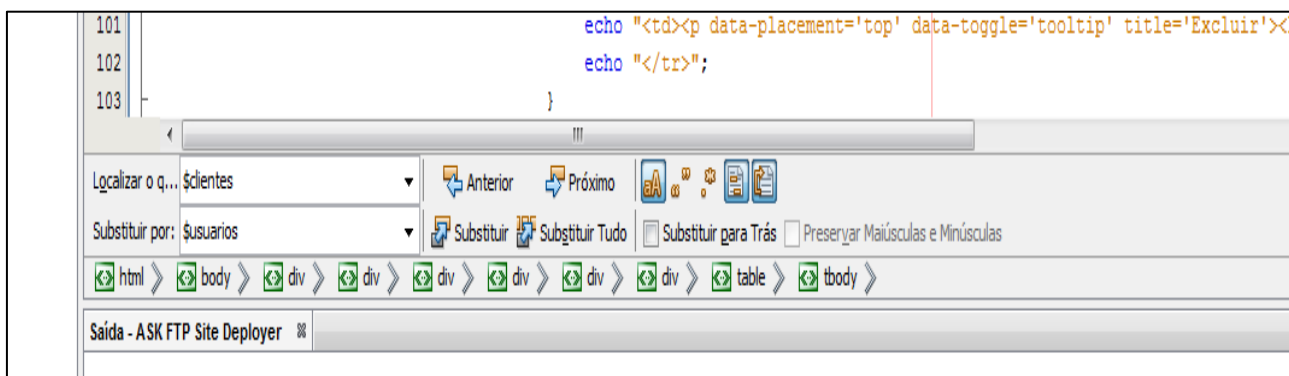 101 echo "<td><p data-placement='top' data-toggle='tooltip' title='Excluir'><
102 echo "</tr>";
103 }
Localizar o q... $clientes Anterior Próximo
Substituir por: $usuarios Substituir Substituir Tudo Substituir para Trás Preservar Maiúsculas e Minúsculas
html body div div div div div div table tbody
Saída - ASK FTP Site Deployer